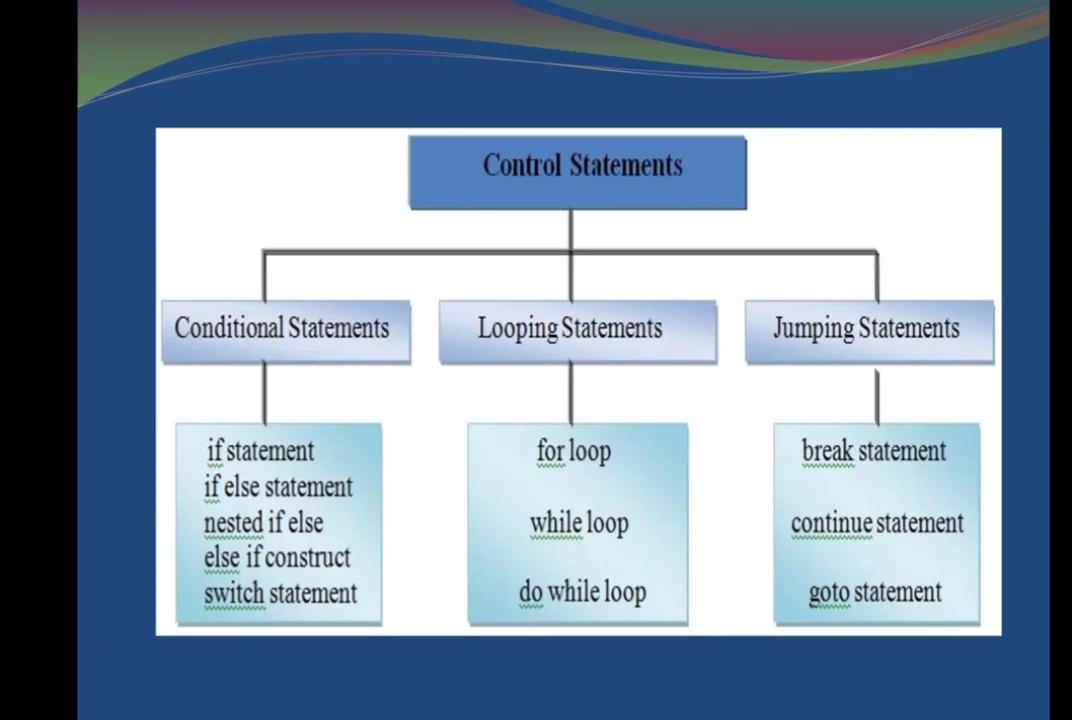 Control Statements
Conditional Statements
Looping Statements
Jumping Statements
if statement
if else statement
nested if else
else if construct
switch statement
for loop
while loop
do while loop
break statement
continue statement
goto statement